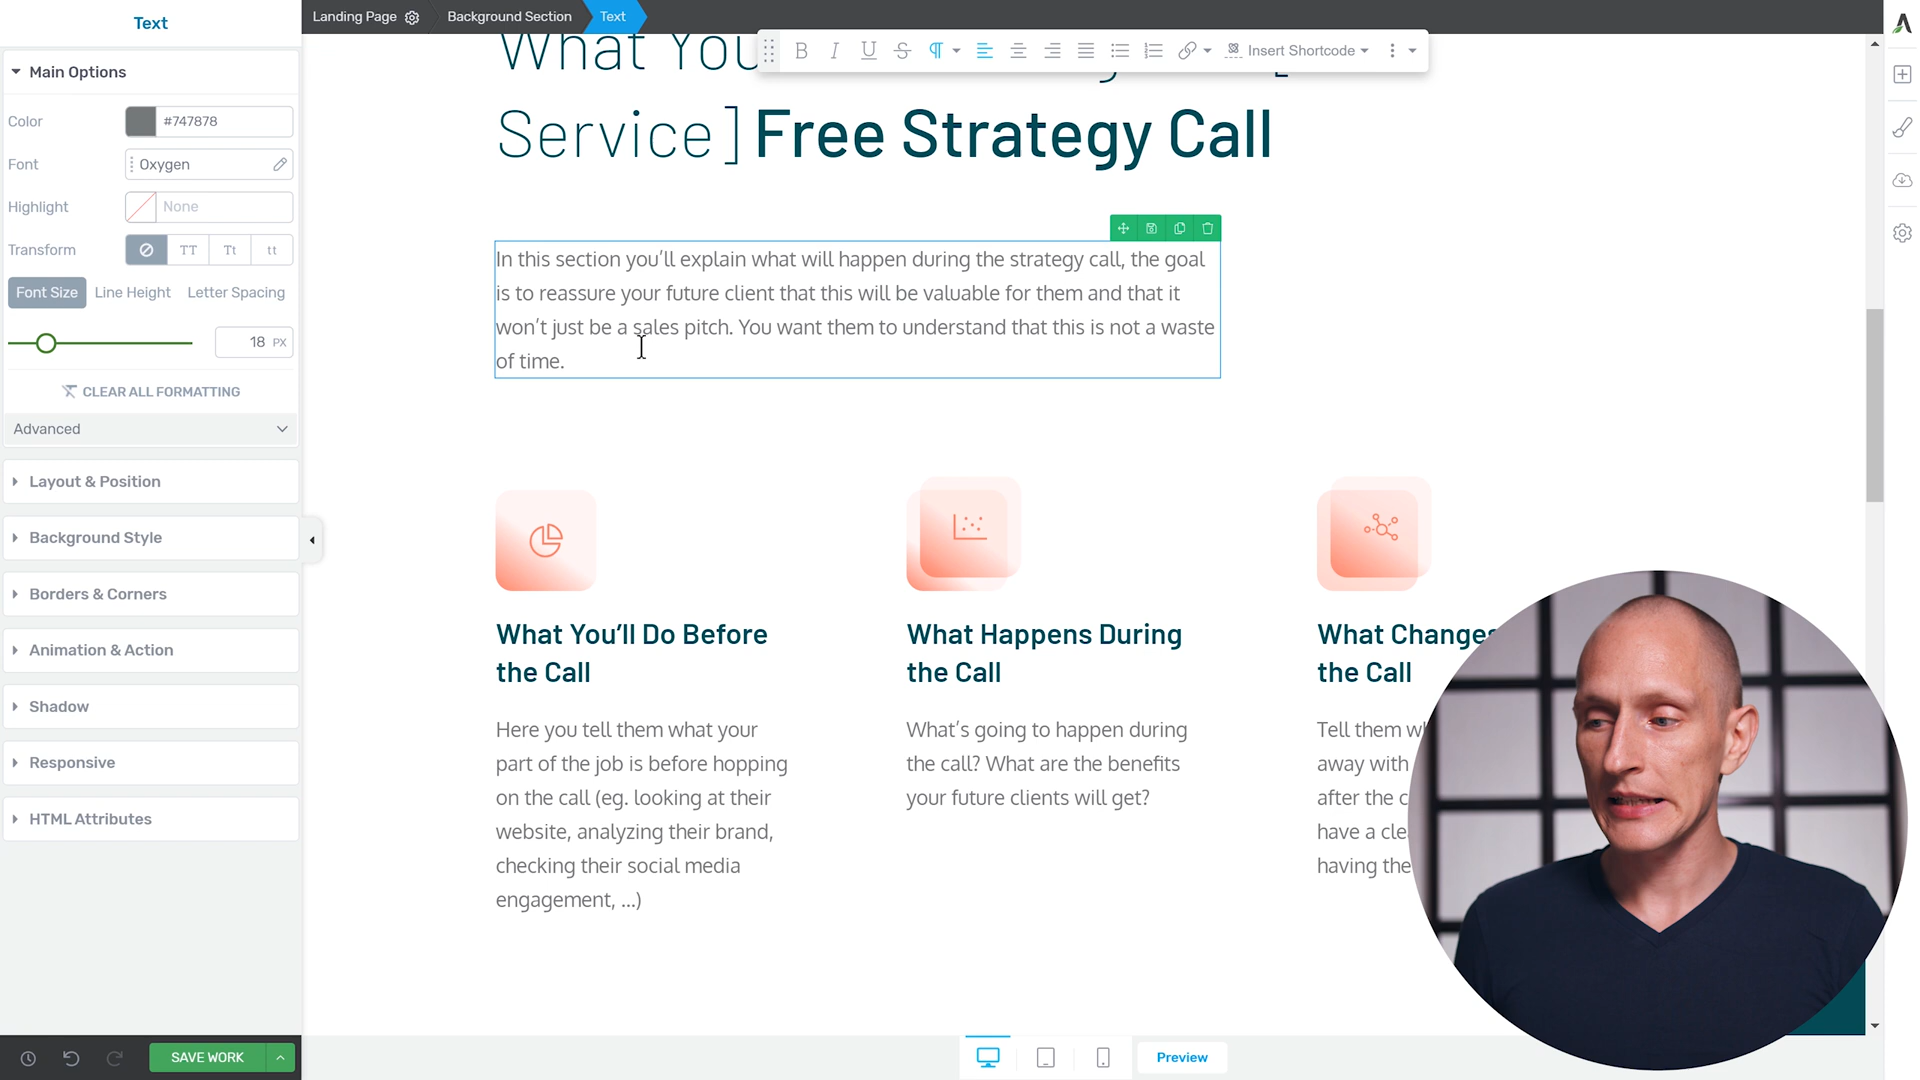 Text
Landing Page
Background Section
Text
Main Options
Color
#747878
Font
Oxygen
Highlight
None
Transform
TT
Tt
tt
Font Size
Line Height
Letter Spacing
18 PX
CLEAR ALL FORMATTING
Advanced
Layout & Position
Background Style
Borders & Corners
Animation & Action
Shadow
Responsive
HTML Attributes
SAVE WORK
B I U S
Insert Shortcode
What You
Service] Free Strategy Call
In this section you’ll explain what will happen during the strategy call, the goal
is to reassure your future client that this will be valuable for them and that it
won’t just be a sales pitch. You want them to understand that this is not a waste
of time.
What You’ll Do Before
the Call
Here you tell them what your
part of the job is before hopping
on the call (eg. looking at their
website, analyzing their brand,
checking their social media
engagement, ...)
What Happens During
the Call
What’s going to happen during
the call? What are the benefits
your future clients will get?
What Changes
the Call
Tell them
away with
after the
have a
having
Preview